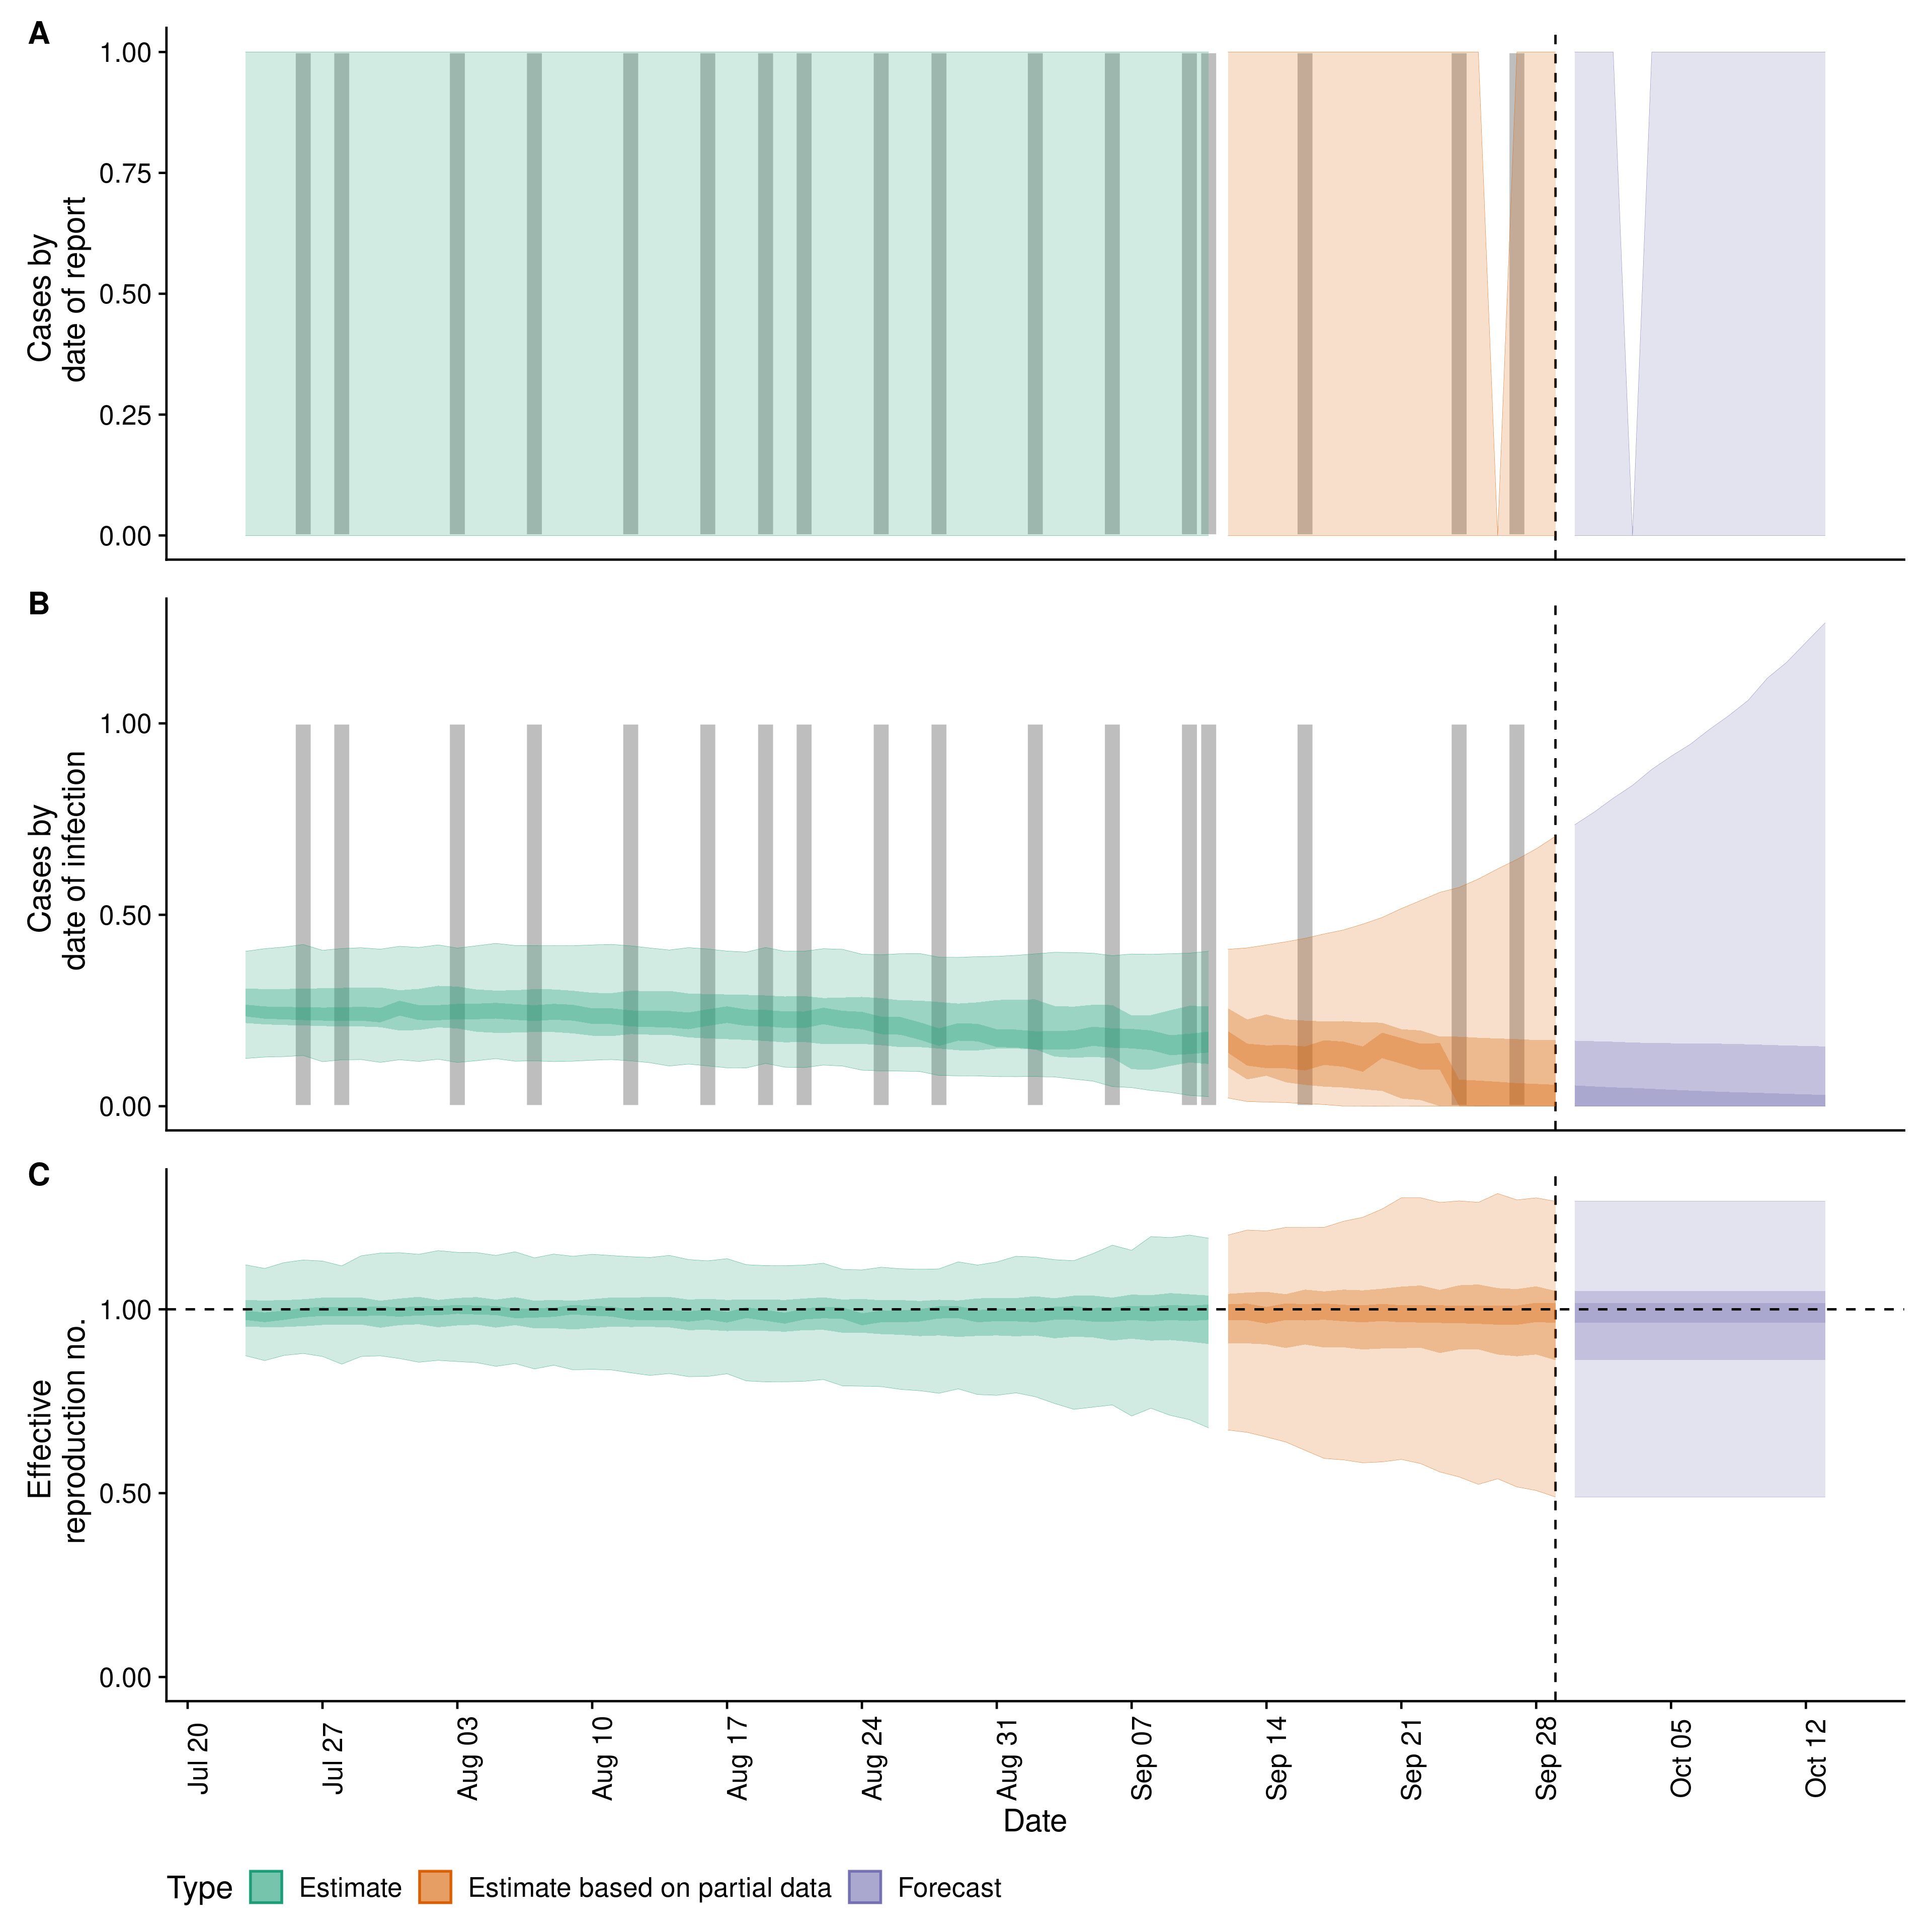 A
Cases by
date of report
1.00
0.75
0.50
0.25
0.00
B
Cases by
date of infection
1.00
0.50
0.00
C
Effective
reproduction no.
1.00
0.50
0.00
Jul 20
Jul 27
Aug 03
Aug 10
Aug 17
Aug 24
Aug 31
Sep 07
Sep 14
Sep 21
Sep 28
Oct 05
Oct 12
Date
Type Estimate Estimate based on partial data Forecast